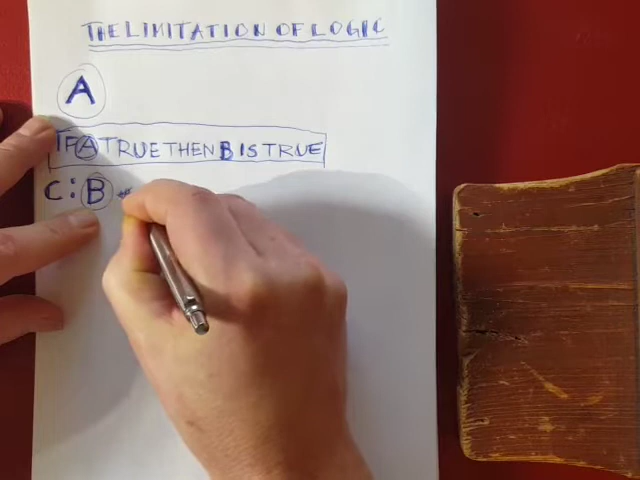 THE LIMITATION OF LOGIC
A
IF A TRUE THEN B IS TRUE
C: B